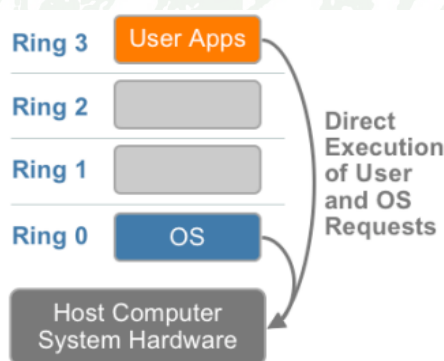 Ring 3
User Apps
Ring 2
Ring 1
Ring 0
OS
Direct
Execution
of User
and OS
Requests
Host Computer
System Hardware